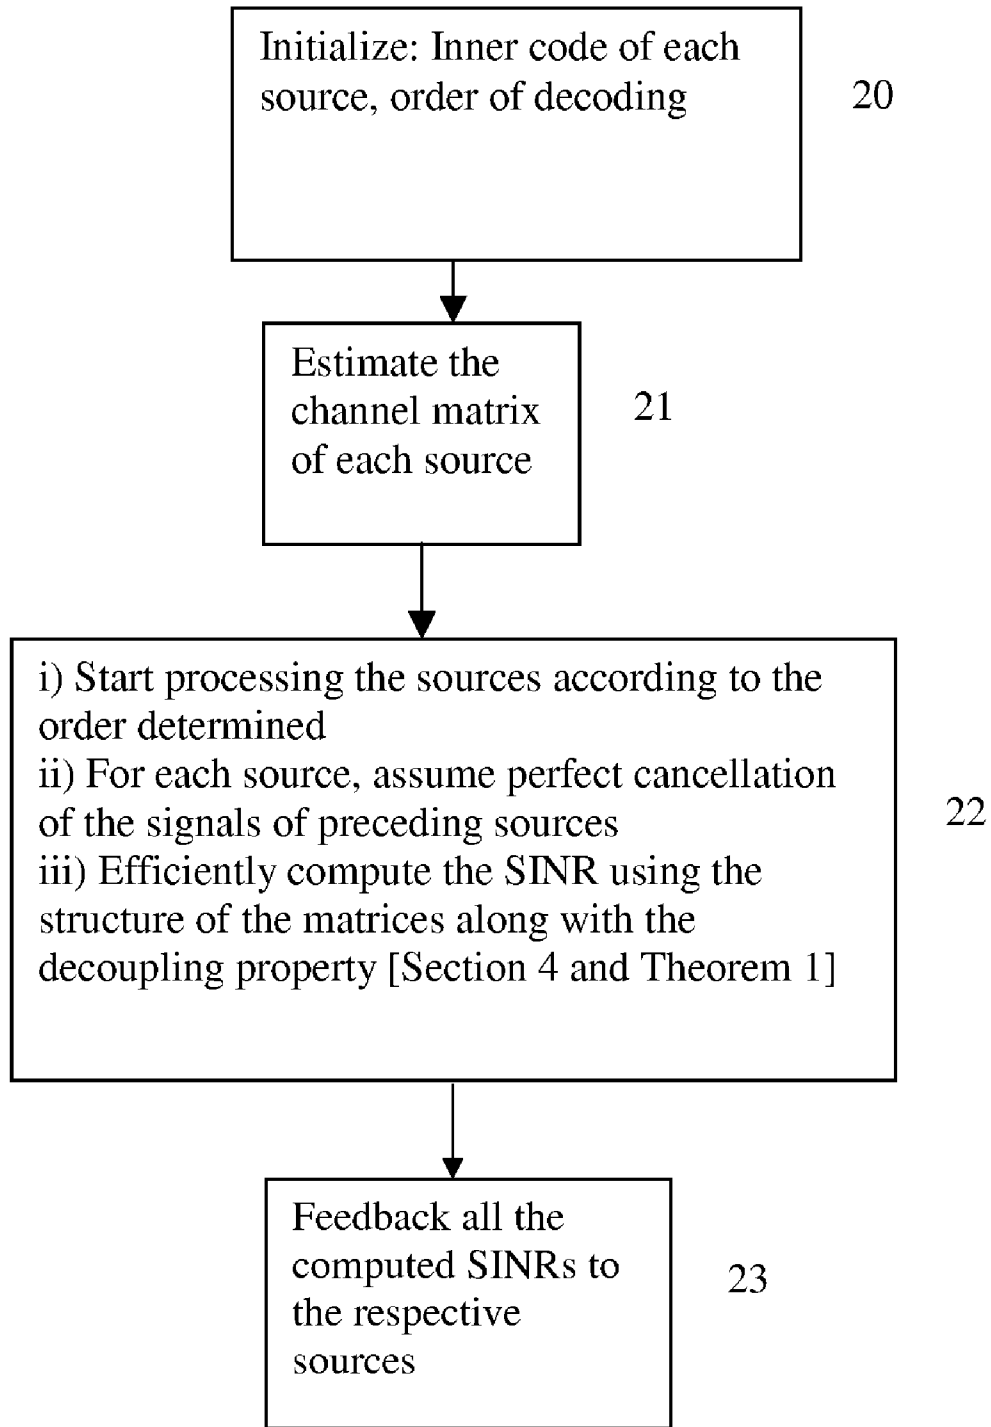 Initialize: Inner code of each
source, order of decoding
20
Estimate the
channel matrix
of each source
21
i) Start processing the sources according to the
order determined
ii) For each source, assume perfect cancellation
of the signals of preceding sources
iii) Efficiently compute the SINR using the
structure of the matrices along with the
decoupling property [Section 4 and Theorem 1]
22
Feedback all the
computed SINRs to
the respective
sources
23